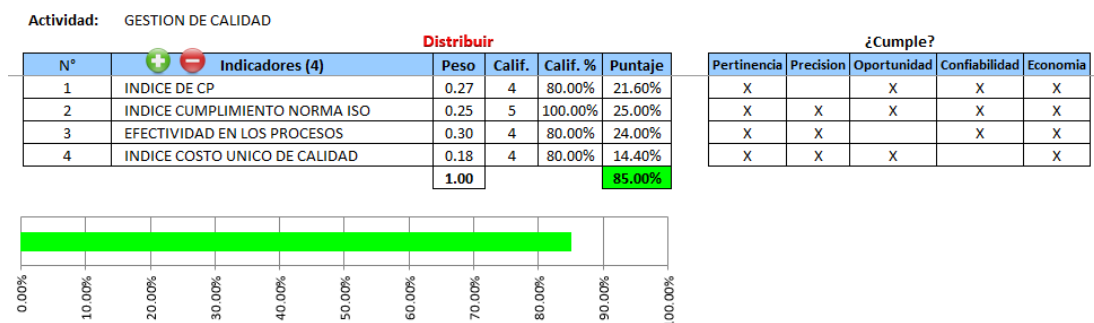 Actividad: GESTION DE CALIDAD
Distribuir ¿Cumple?
N° Indicadores (4) Peso Calif. Calif. % Puntaje Pertinencia Precision Oportunidad Confiabilidad Economia
1 INDICE DE CP 0.27 4 80.00% 21.60% X X X X
2 INDICE CUMPLIMIENTO NORMA ISO 0.25 5 100.00% 25.00% X X X X X
3 EFECTIVIDAD EN LOS PROCESOS 0.30 4 80.00% 24.00% X X X X
4 INDICE COSTO UNICO DE CALIDAD 0.18 4 80.00% 14.40% X X X X
1.00 85.00%
0.00% 10.00% 20.00% 30.00% 40.00% 50.00% 60.00% 70.00% 80.00% 90.00% 100.00%